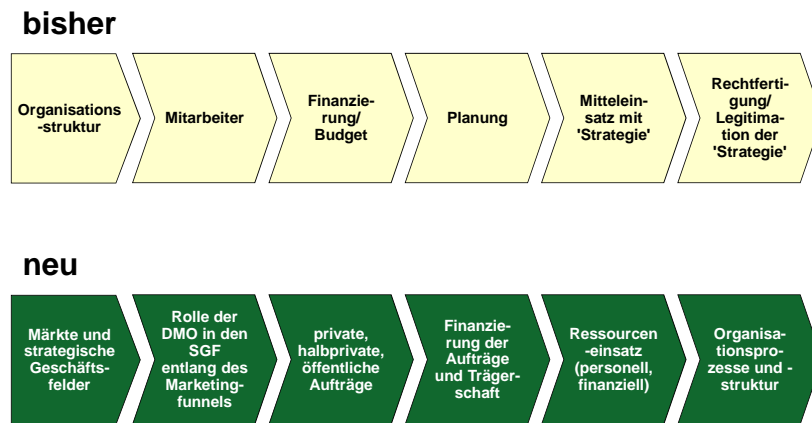 bisher
Organisations
-struktur
Mitarbeiter
Finanzie-
rung/
Budget
Planung
Mittelein-
satz mit
'Strategie'
Rechtferti-
gung/
Legitima-
tion der
'Strategie'
neu
Märkte und
strategische
Geschäfts-
felder
Rolle der
DMO in den
SGF
entlang des
Marketing-
funnels
private,
halbprivate,
öffentliche
Aufträge
Finanzie-
rung der
Aufträge
und Träger-
schaft
Ressourcen
-einsatz
(personell,
finanziell)
Organisa-
tionspro-
zesse und -
struktur